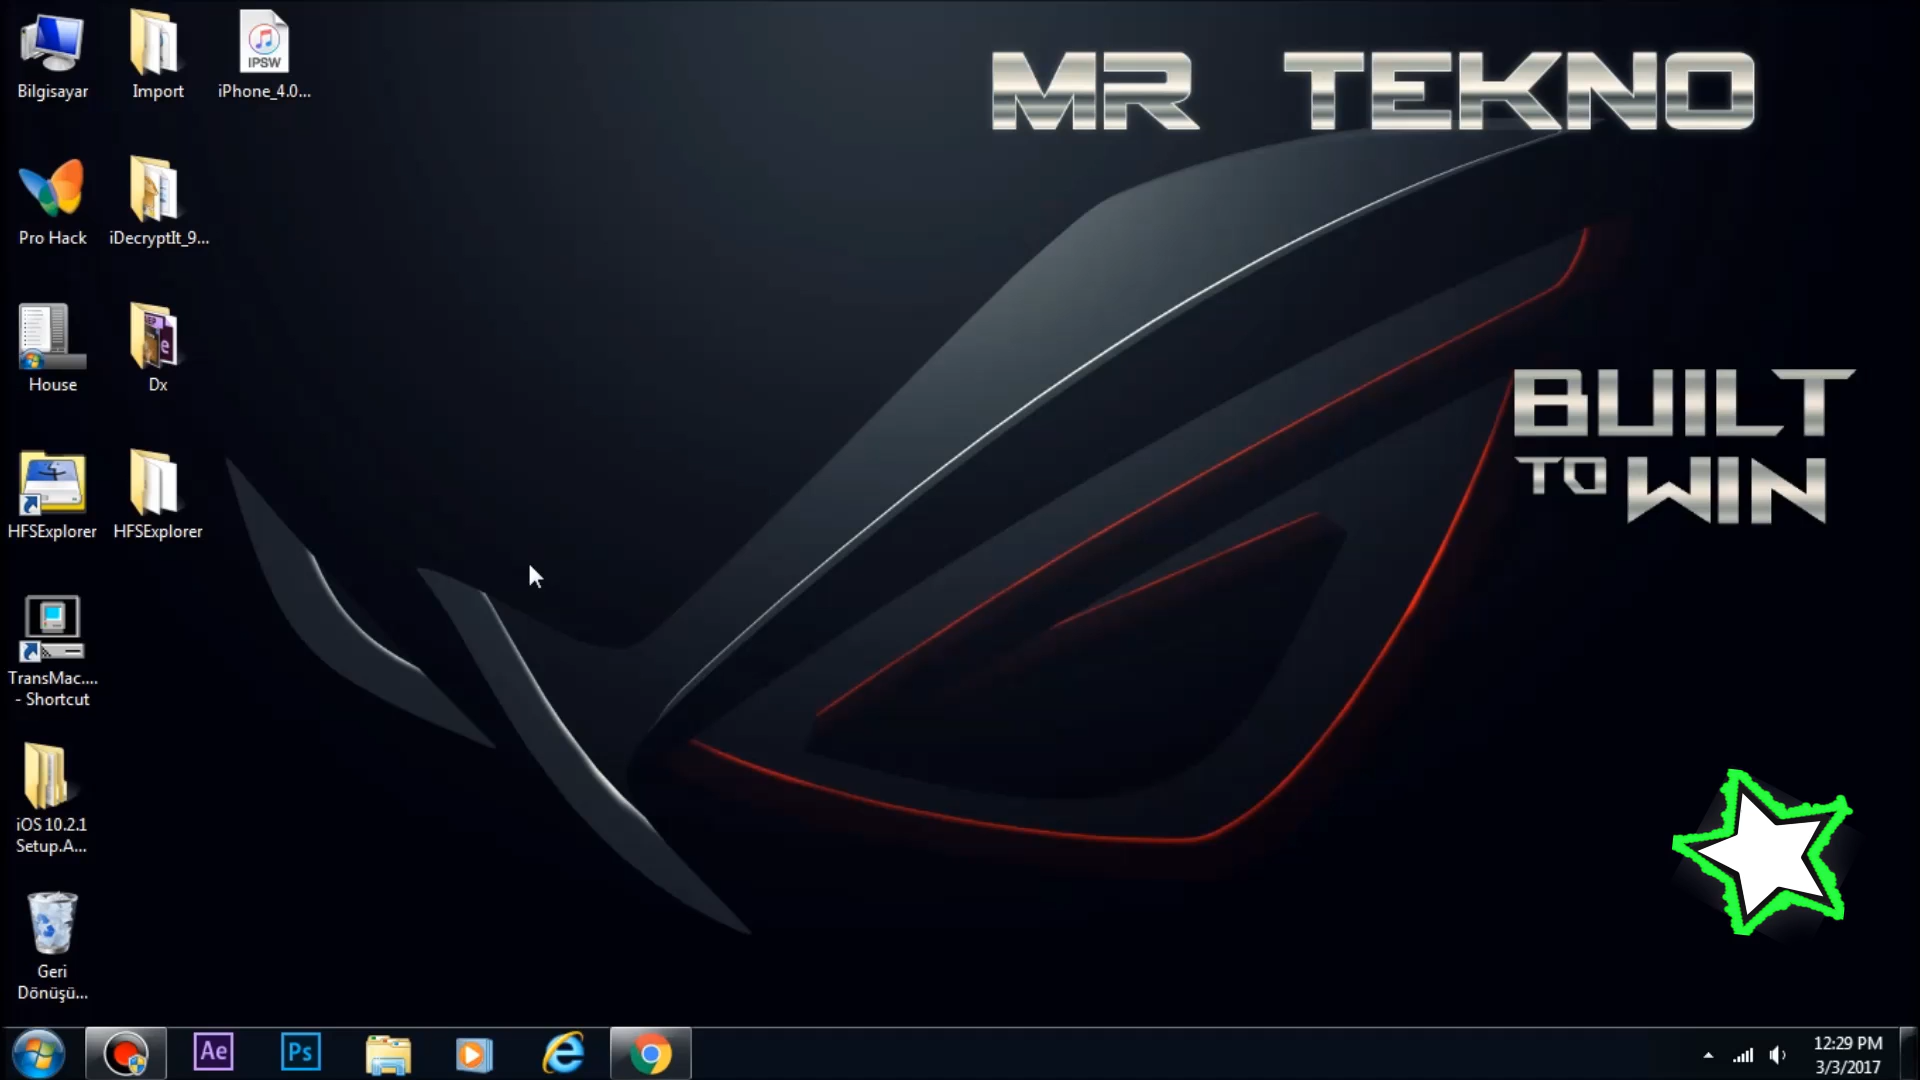 MR TEKNO
BUILT
TO WIN
Bilgisayar
Import
IPSW
iPhone_4.0...
Pro Hack
iDecryptIt_9...
House
Dx
HFSExplorer
HFSExplorer
TransMac....
- Shortcut
iOS 10.2.1
Setup.A...
Geri
Dönüşü...
Ae
Ps
12:29 PM
3/3/2017